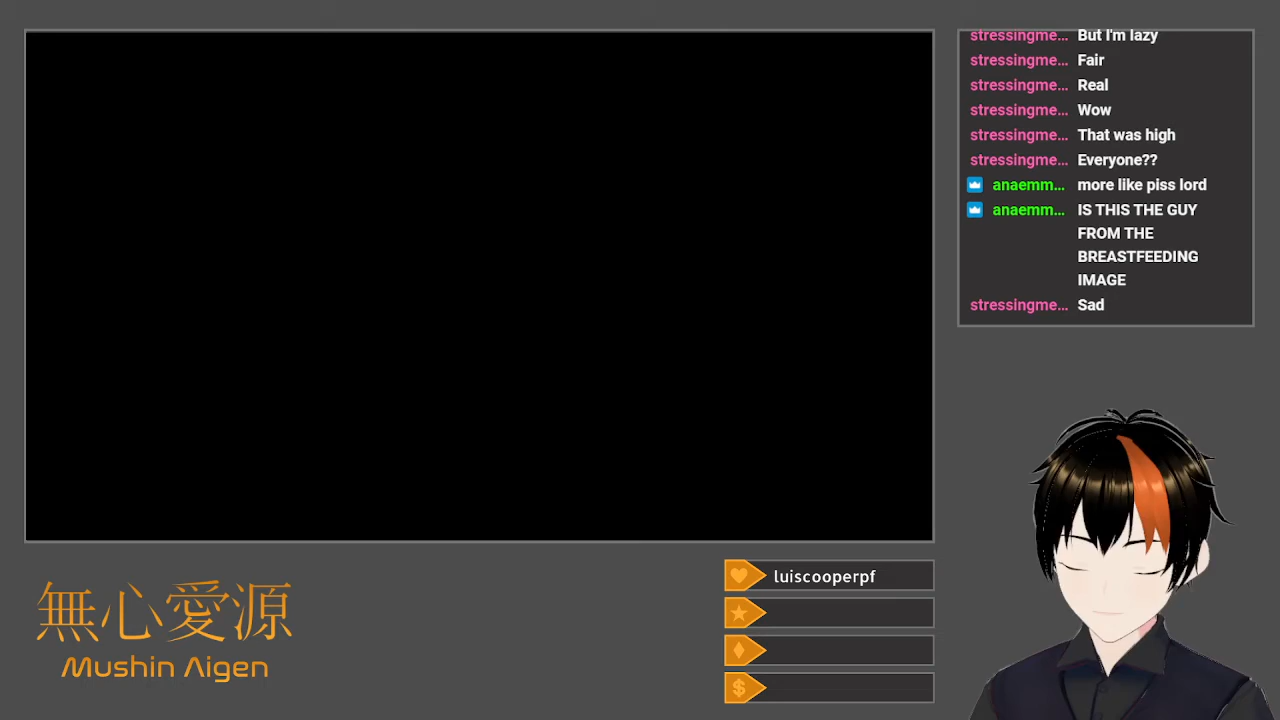 stressingme... But I'm lazy
stressingme... Fair
stressingme... Real
stressingme... Wow
stressingme... That was high
stressingme... Everyone??
anaemm... more like piss lord
anaemm... IS THIS THE GUY
FROM THE
BREASTFEEDING
IMAGE
stressingme... Sad
luiscooperpf
無心愛源
Mushin Aigen